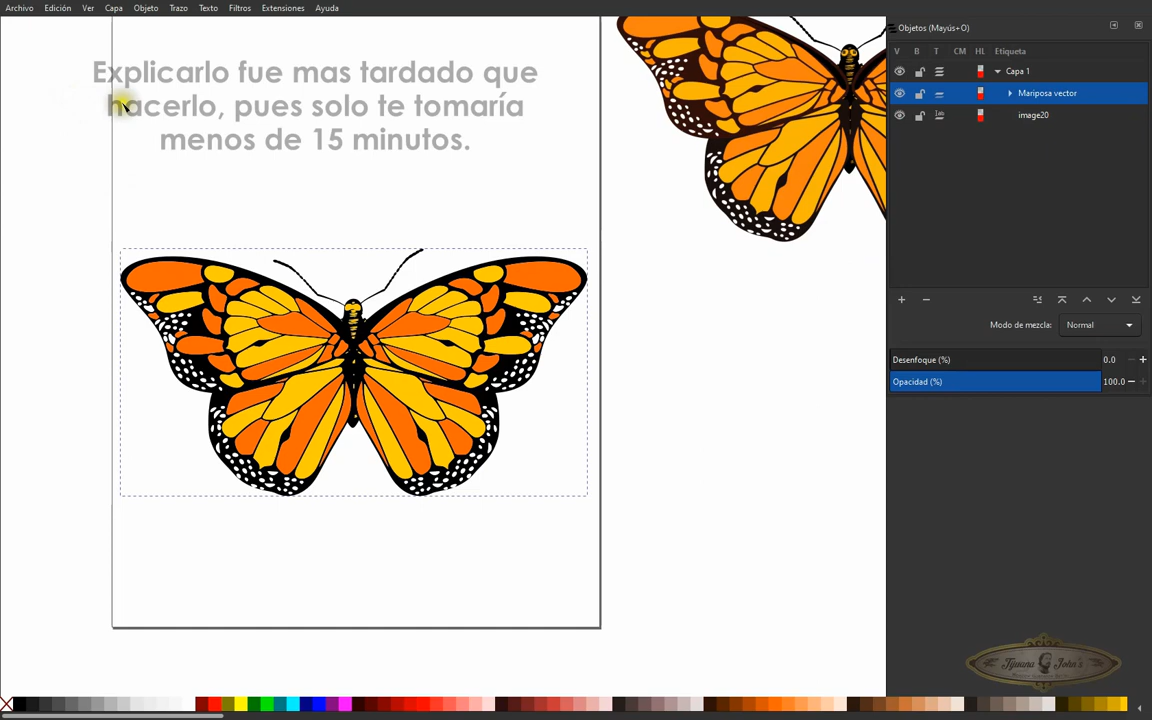 Archivo Edición Ver Capa Objeto Trazo Texto Filtros Extensiones Ayuda
Explicarlo fue mas tardado que
hacerlo, pues solo te tomaría
menos de 15 minutos.
Objetos (Mayús+O)
V B T CM HL Etiqueta
Capa 1
Mariposa vector
image20
Modo de mezcla: Normal
Desenfoque (%) 0.0
Opacidad (%) 100.0
Tijuana John's